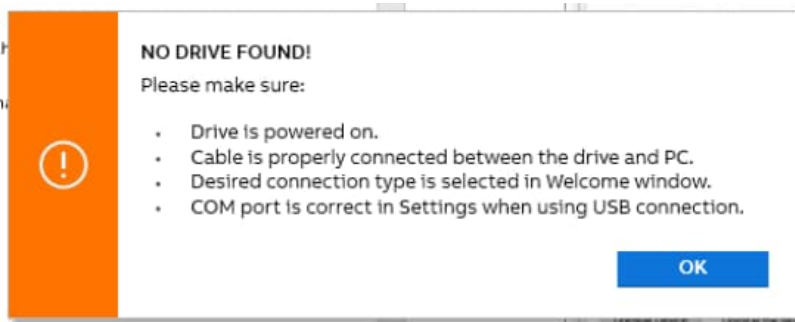 NO DRIVE FOUND!
Please make sure:
• Drive is powered on.
• Cable is properly connected between the drive and PC.
• Desired connection type is selected in Welcome window.
• COM port is correct in Settings when using USB connection.
OK